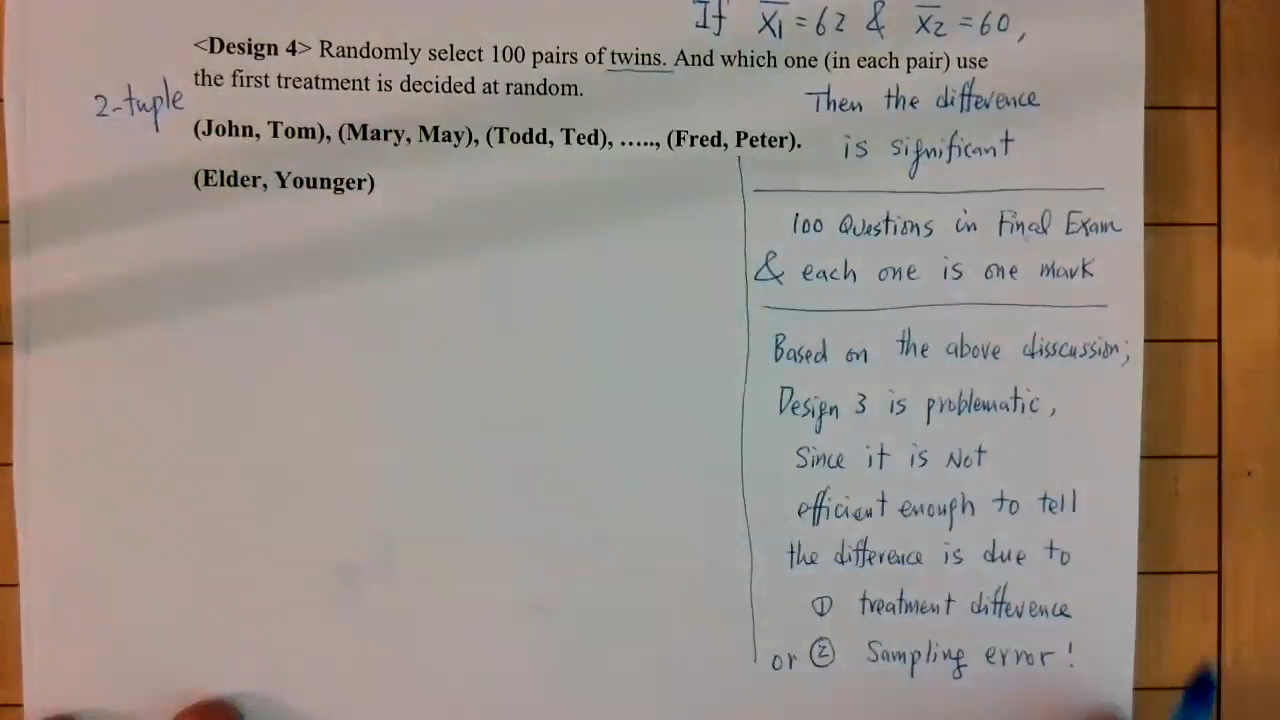 If X̄1 = 62 & X̄2 = 60,
<Design 4> Randomly select 100 pairs of twins. And which one (in each pair) use
the first treatment is decided at random.
2-tuple
(John, Tom), (Mary, May), (Todd, Ted), ....., (Fred, Peter).
(Elder, Younger)
Then the difference
is significant
100 Questions in Final Exam
& each one is one mark
Based on the above disscussion;
Design 3 is problematic,
Since it is Not
efficient enough to tell
the difference is due to
① treatment difference
or ② Sampling error!